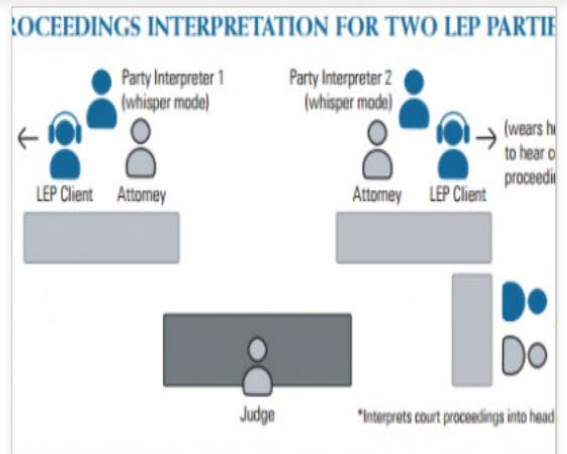 ROCEEDINGS INTERPRETATION FOR TWO LEP PARTIE
Party Interpreter 1
(whisper mode)
Party Interpreter 2
(whisper mode)
(wears he
to hear c
proceedi
LEP Client
Attorney
Attorney
LEP Client
Judge
*Interprets court proceedings into head